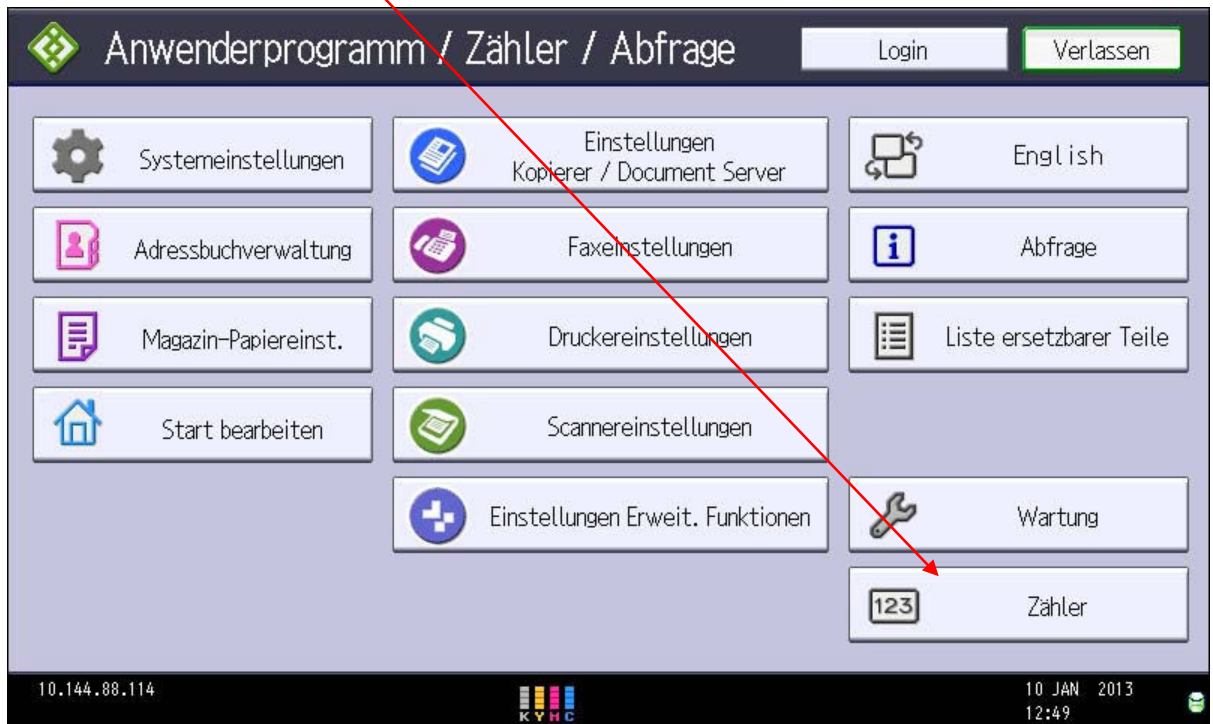 Anwenderprogramm / Zähler / Abfrage
Login
Verlassen
Systemeinstellungen
Einstellungen
Kopierer / Document Server
English
Adressbuchverwaltung
Faxeinstellungen
Abfrage
Magazin-Papiereinst.
Druckereinstellungen
Liste ersetzbarer Teile
Start bearbeiten
Scannereinstellungen
Einstellungen Erweit. Funktionen
Wartung
123
Zähler
10.144.88.114
K Y M C
10 JAN 2013
12:49